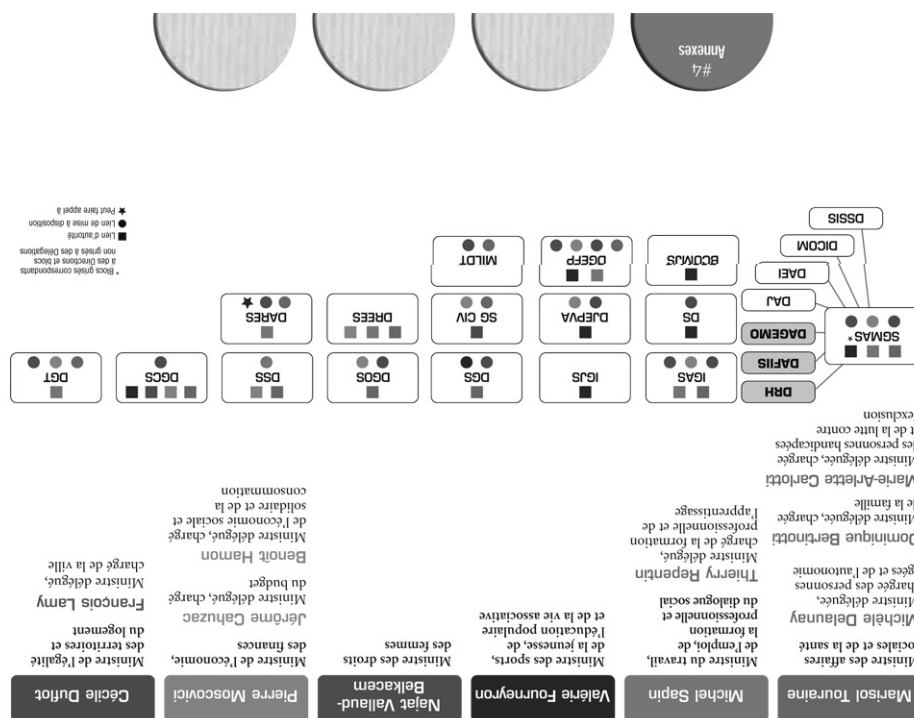 Marisol Touraine
Ministre des affaires
sociales et de la santé
Michèle Delaunay
Ministre déléguée,
chargée des personnes
âgées et de l'autonomie
Dominique Bertinotti
Ministre déléguée, chargée
de la famille
Marie-Arlette Carlotti
Ministre déléguée, chargée
des personnes handicapées
et de la lutte contre
l'exclusion
Michel Sapin
Ministre du travail,
de l'emploi, de
la formation
professionnelle et
du dialogue social
Thierry Repentin
Ministre délégué,
chargé de la formation
professionnelle et de
l'apprentissage
Valérie Fourneyron
Ministre des sports,
de la jeunesse, de
l'éducation populaire
et de la vie associative
Najat Vallaud-
Belkacem
Ministre des droits
des femmes
Pierre Moscovici
Ministre de l'économie,
des finances
Jérôme Cahuzac
Ministre délégué, chargé
du budget
Benoît Hamon
Ministre délégué, chargé
de l'économie sociale et
solidaire et de la
consommation
Cécile Duflot
Ministre de l'égalité
des territoires et
du logement
François Lamy
Ministre délégué,
chargé de la ville
SGMAS*
DRH
DAFIIS
DAGEMO
DAJ
DAEI
DICOM
DSSIS
IGAS
IGJS
DGS
DGOS
DSS
DGCS
DGT
DS
DJEPVA
SG CIV
DREES
DARES
BCOMJS
DGEFP
MILDT
* Blocs grisés correspondants
à des Directions et blocs
non grisés à des Délégations
■ Lien d'autorité
● Lien de mise à disposition
★ Peut faire appel à
#4
Annexes